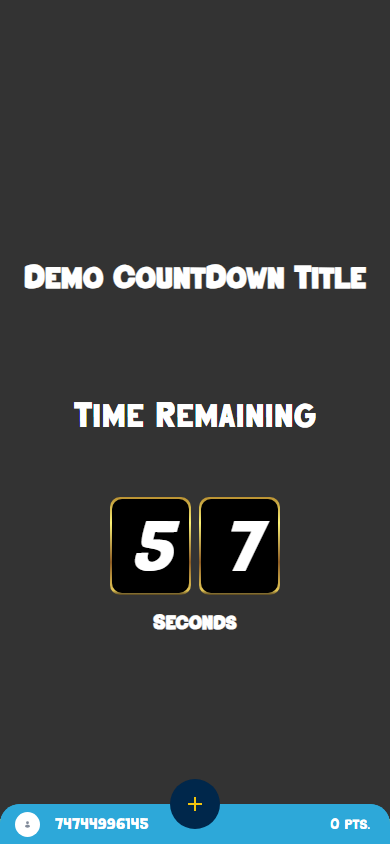 Demo CountDown Title
Time Remaining
5 7
Seconds
+
74744996145 0 pts.